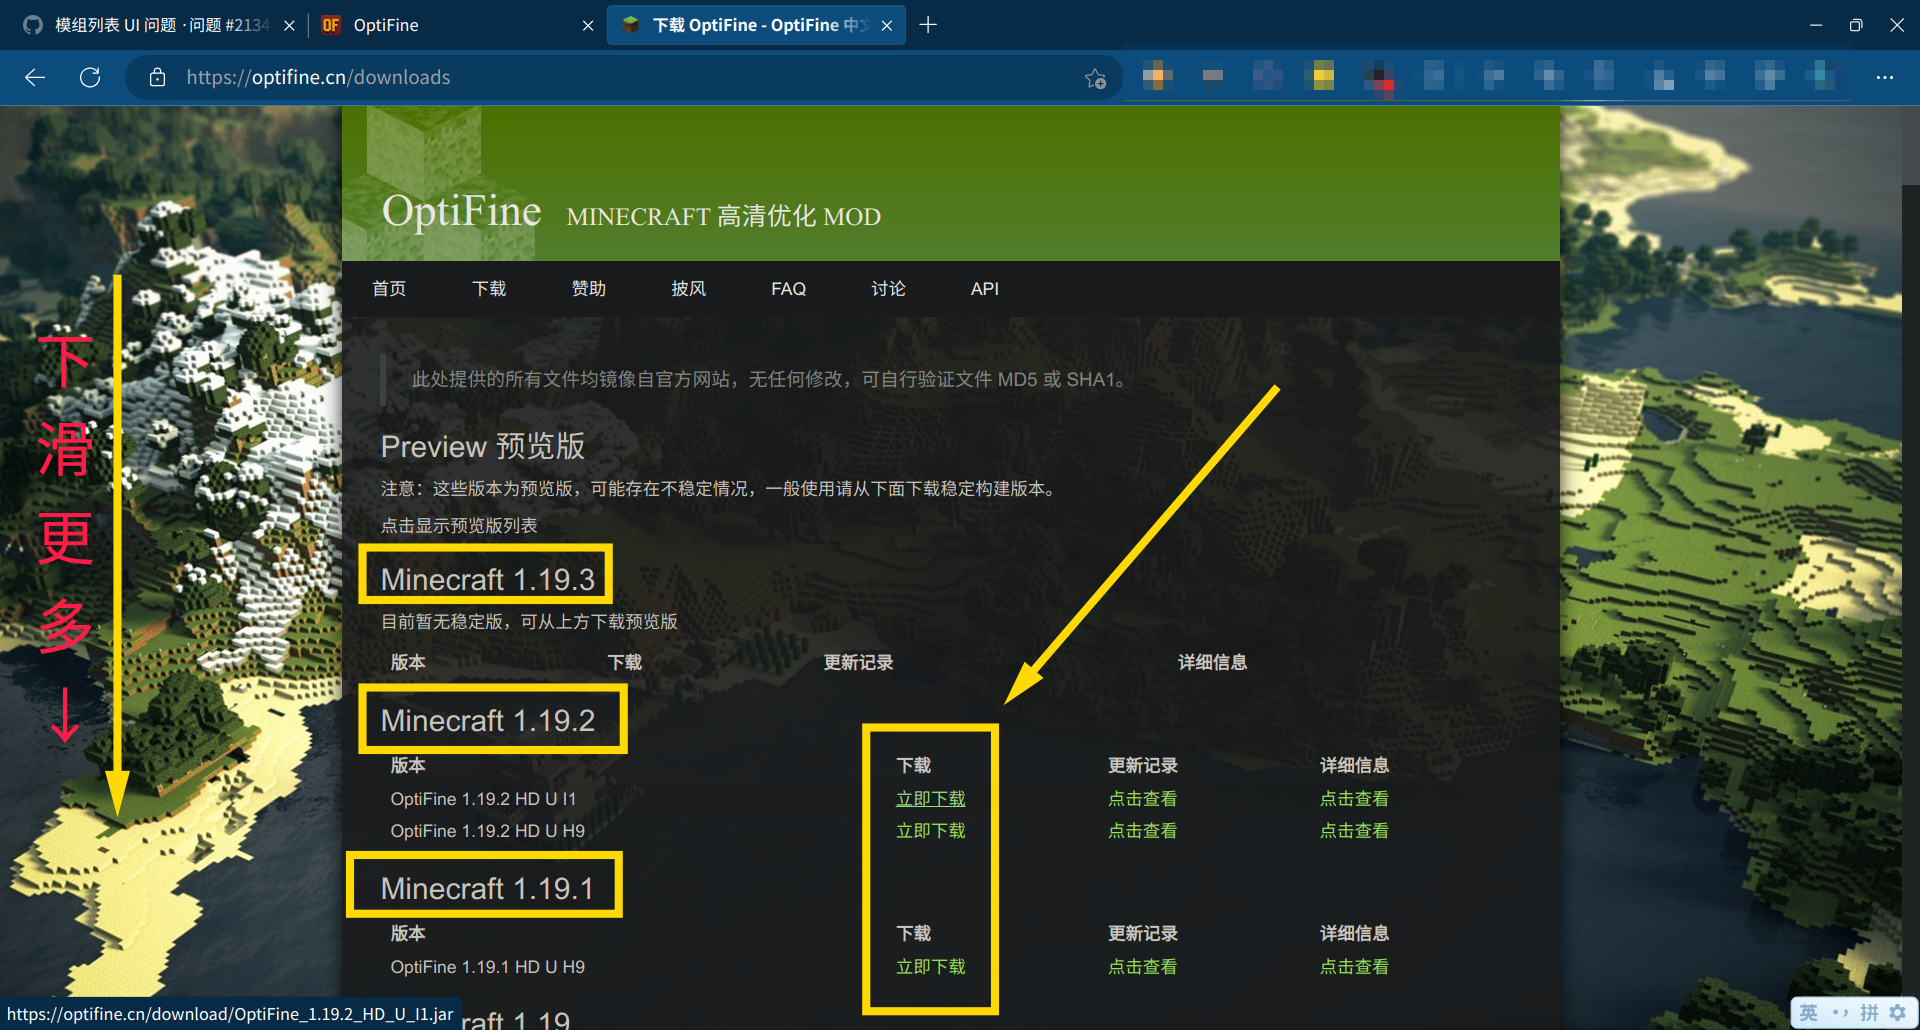 模组列表 UI 问题 · 问题 #2134
OptiFine
下载 OptiFine - OptiFine 中文
https://optifine.cn/downloads
OptiFine MINECRAFT 高清优化 MOD
首页 下载 赞助 披风 FAQ 讨论 API
此处提供的所有文件均镜像自官方网站，无任何修改，可自行验证文件 MD5 或 SHA1。
Preview 预览版
注意：这些版本为预览版，可能存在不稳定情况，一般使用请从下面下载稳定构建版本。
点击显示预览版列表
Minecraft 1.19.3
目前暂无稳定版，可从上方下载预览版
版本 下载 更新记录 详细信息
Minecraft 1.19.2
版本 下载 更新记录 详细信息
OptiFine 1.19.2 HD U I1 立即下载 点击查看 点击查看
OptiFine 1.19.2 HD U H9 立即下载 点击查看 点击查看
Minecraft 1.19.1
版本 下载 更新记录 详细信息
OptiFine 1.19.1 HD U H9 立即下载 点击查看 点击查看
raft 1.19
下滑更多↓
https://optifine.cn/download/OptiFine_1.19.2_HD_U_I1.jar
英 拼